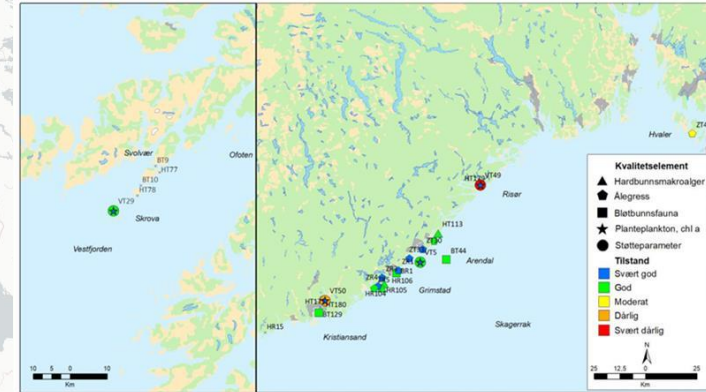 Svolvær
BT9
HT77
BT10
HT78
VT29
Skrova
Ofoten
Vestfjorden
10 5 0 10
Km
Hvaler
VT49
Risør
HT113
VT5
BT44
Arendal
BR1
HR106
HR105
HR104
Grimstad
VT50
HT180
BT129
HR15
Kristiansund
Skagerrak
Kvalitetselement
Hardbunnsmakroalger
Ålegress
Bløtbunnsfauna
Planteplankton, chl a
Støtteparameter
Tilstand
Svært god
God
Moderat
Dårlig
Svært dårlig
N
25 12,5 0 25
Km